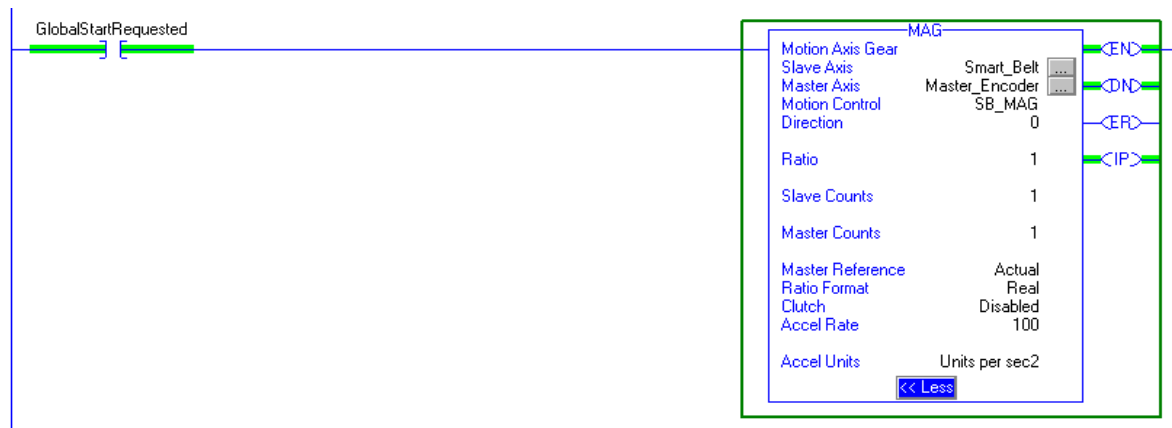 GlobalStartRequested
MAG
Motion Axis Gear
Slave Axis Smart_Belt ...
Master Axis Master_Encoder ...
Motion Control SB_MAG
Direction 0
Ratio 1
Slave Counts 1
Master Counts 1
Master Reference Actual
Ratio Format Real
Clutch Disabled
Accel Rate 100
Accel Units Units per sec2
<< Less
EN
DN
ER
IP